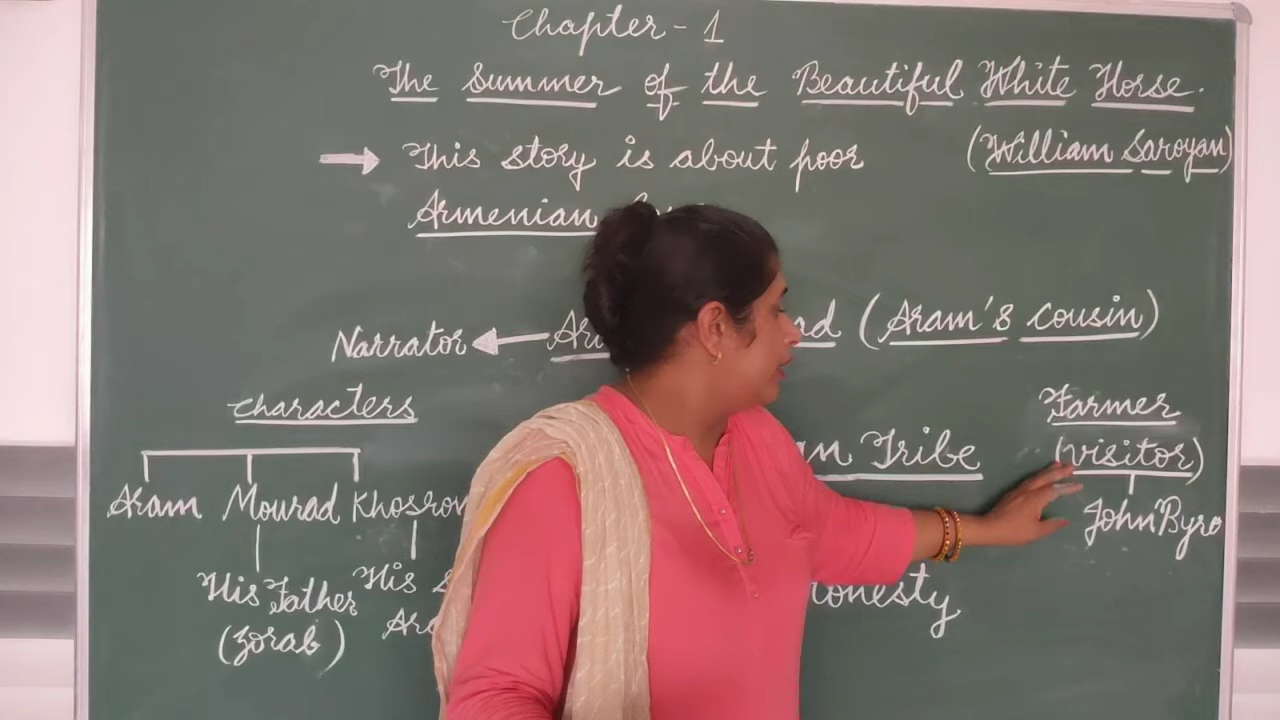 Chapter - 1
The Summer of the Beautiful White Horse.
(William Saroyan)
This story is about poor
Armenian
(Aram's cousin)
Narrator
Characters
Farmer
(visitor)
Tribe
John Byro
Aram Mourad
His Father
His
(Zorab)